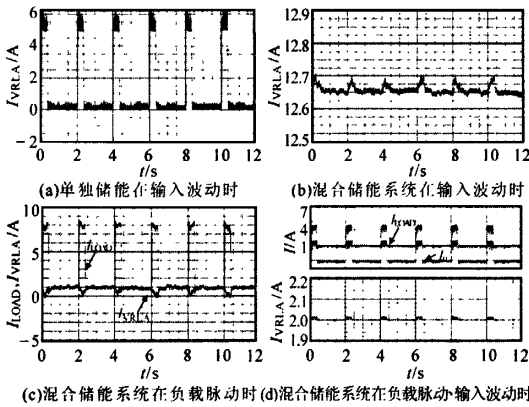 I_VRLA/A
6
4
2
0
−2
0 2 4 6 8 10 12
t/s
(a)单独储能在输入波动时
I_VRLA/A
12.9
12.8
12.7
12.6
12.5
0 2 4 6 8 10 12
t/s
(b)混合储能系统在输入波动时
I_LOAD,I_VRLA/A
10
5
0
−5
I_LOAD
I_VRLA
0 2 4 6 8 10 12
t/s
(c)混合储能系统在负载脉动时
I/A
7
4
1
I_LOAD
I_VRLA/A
2.2
2.1
2.0
1.9
0 2 4 6 8 10 12
t/s
(d)混合储能系统在负载脉动、输入波动时